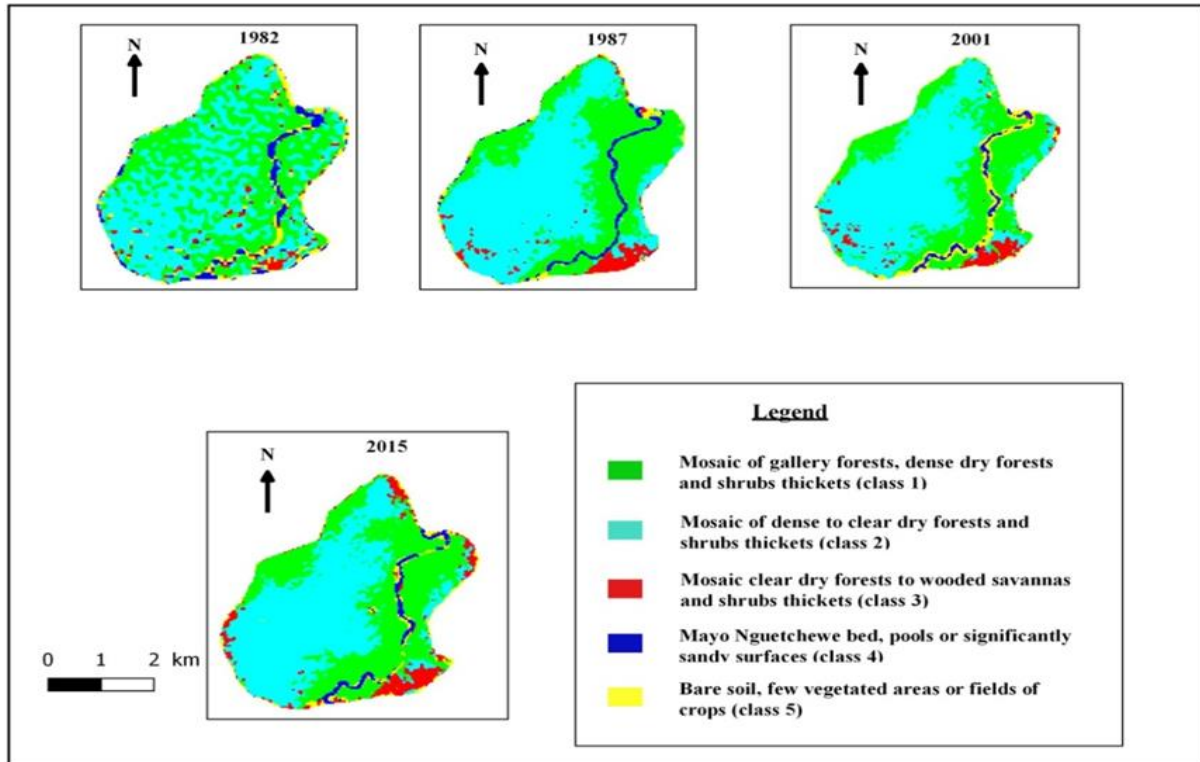 1982
N
1987
N
2001
N
2015
N
0 1 2 km
Legend
Mosaic of gallery forests, dense dry forests
and shrubs thickets (class 1)
Mosaic of dense to clear dry forests and
shrubs thickets (class 2)
Mosaic clear dry forests to wooded savannas
and shrubs thickets (class 3)
Mayo Nguetchewe bed, pools or significantly
sandy surfaces (class 4)
Bare soil, few vegetated areas or fields of
crops (class 5)